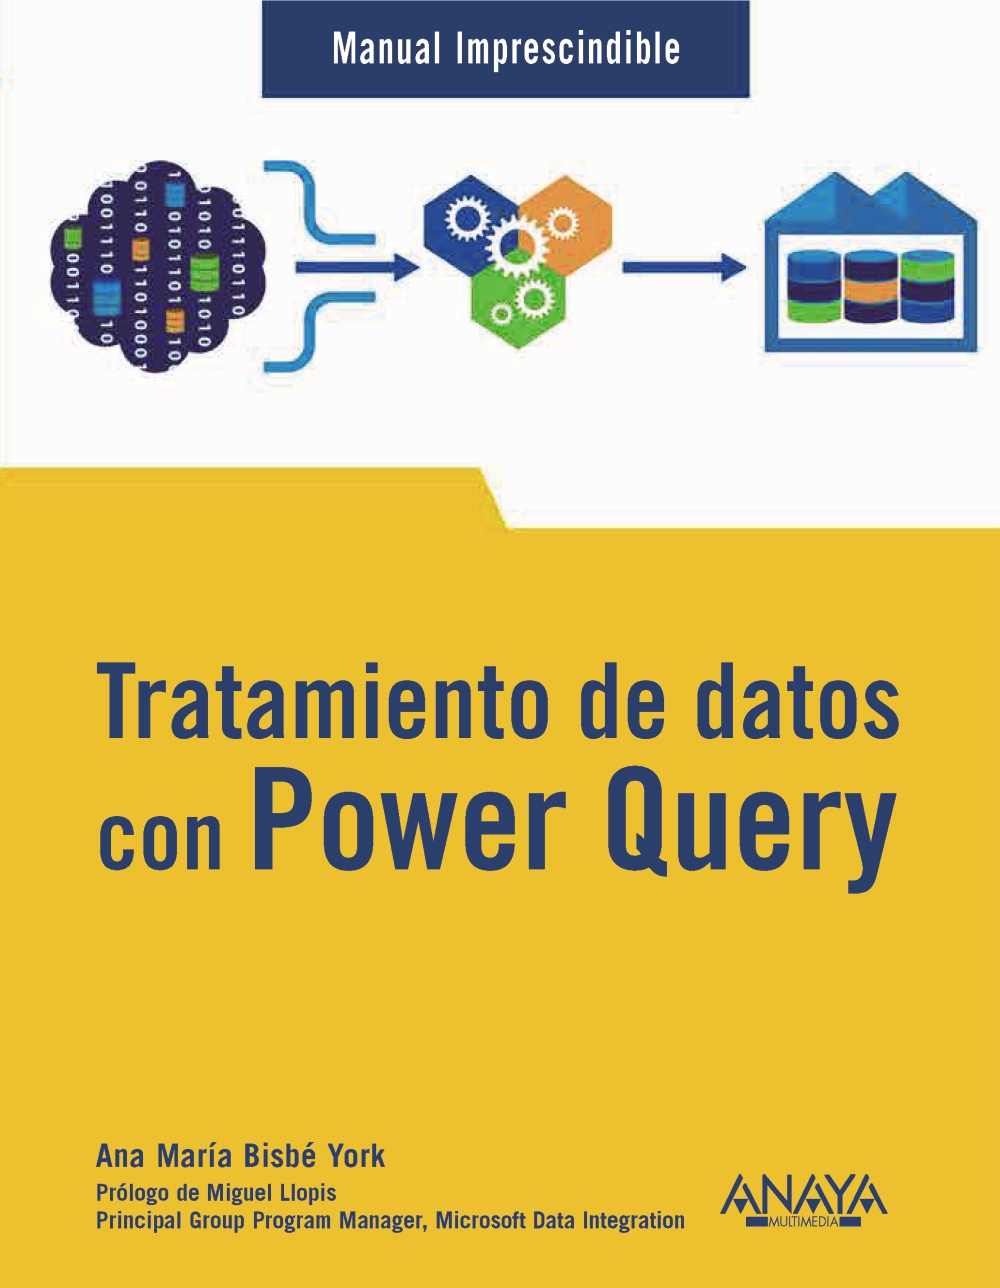 Manual Imprescindible
Tratamiento de datos
con Power Query
Ana María Bisbé York
Prólogo de Miguel Llopis
Principal Group Program Manager, Microsoft Data Integration
ANAYA
MULTIMEDIA